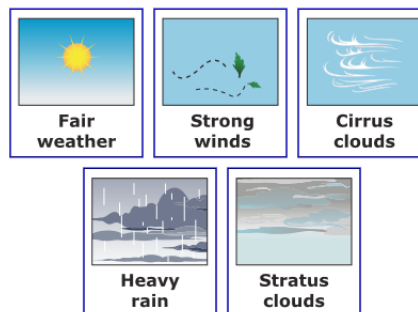 Fair
weather
Strong
winds
Cirrus
clouds
Heavy
rain
Stratus
clouds